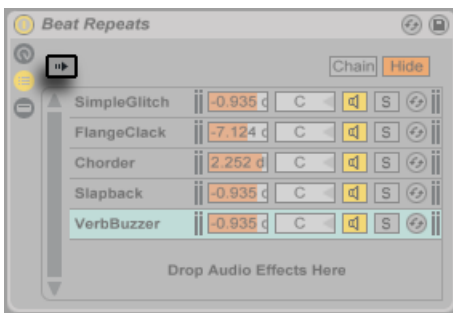 Beat Repeats
Chain Hide
SimpleGlitch -0.935 d C S
FlangeClack -7.124 d C S
Chorder 2.252 d C S
Slapback -0.935 d C S
VerbBuzzer -0.935 d C S
Drop Audio Effects Here